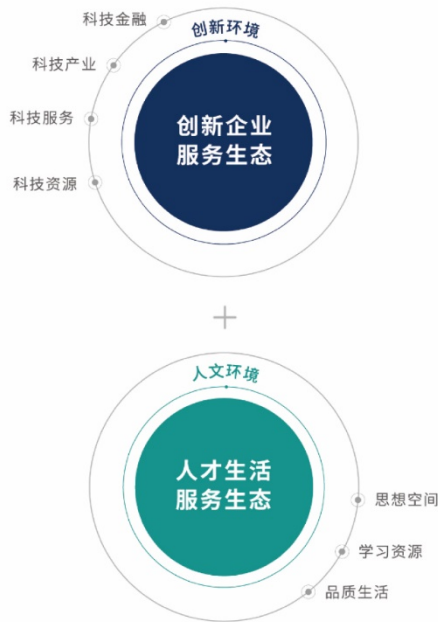 科技金融
创新环境
科技产业
科技服务
科技资源
创新企业
服务生态
+
人文环境
人才生活
服务生态
思想空间
学习资源
品质生活